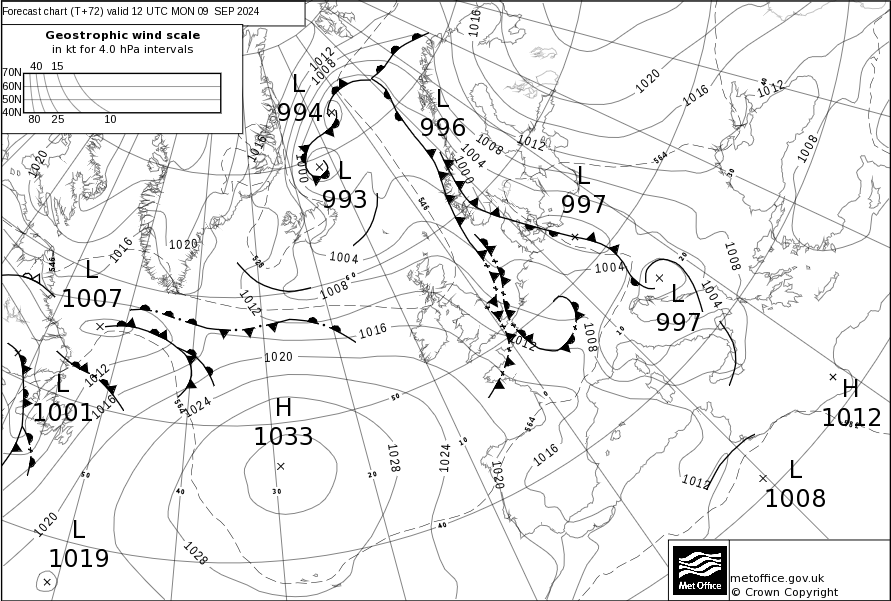 Forecast chart (T+72) valid 12 UTC MON 09 SEP 2024
Geostrophic wind scale
in kt for 4.0 hPa intervals
40 15
70N
60N
50N
40N
80 25 10
1016
1012
1008
1020
1016
1012
L
994
L
996
1016
1020
1000
1008
1004
1000
1012
564
1008
L
993
L
997
546
1016
1020
1004
528
1008
60
1012
1004
20
1008
1004
L
1007
546
L
997
1016
1020
1012
1008
10
1012
1016
L
1001
564
1024
50
0
H
1012
H
1033
564
1028
1024
10
1020
1016
20
30
40
50
1012
L
1008
1020
L
1019
1028
40
Met Office
metoffice.gov.uk
© Crown Copyright